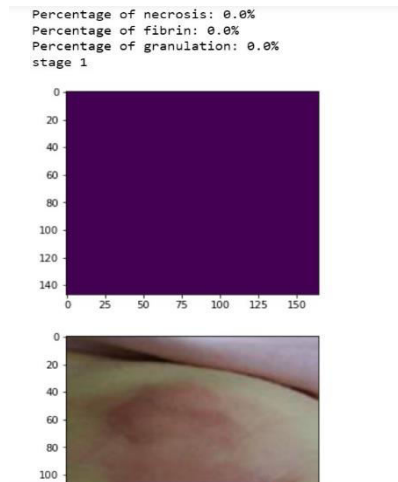 Percentage of necrosis: 0.0%
Percentage of fibrin: 0.0%
Percentage of granulation: 0.0%
stage 1
0
20
40
60
80
100
120
140
0 25 50 75 100 125 150
0
20
40
60
80
100